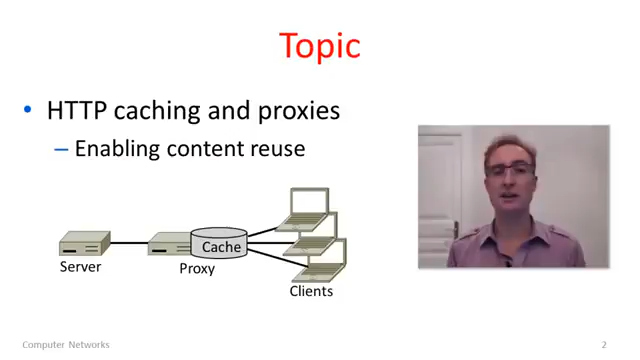 Topic
• HTTP caching and proxies
– Enabling content reuse
Cache
Server
Proxy
Clients
Computer Networks
2